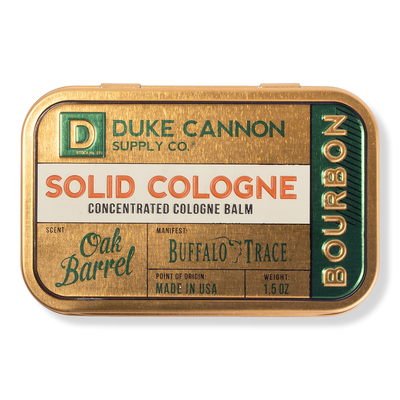 D
DUKE CANNON
SUPPLY CO.
SOLID COLOGNE
CONCENTRATED COLOGNE BALM
SCENT:
Oak
Barrel
MANIFEST:
BUFFALO TRACE
POINT OF ORIGIN
MADE IN USA
WEIGHT:
1.5 OZ
BOURBON